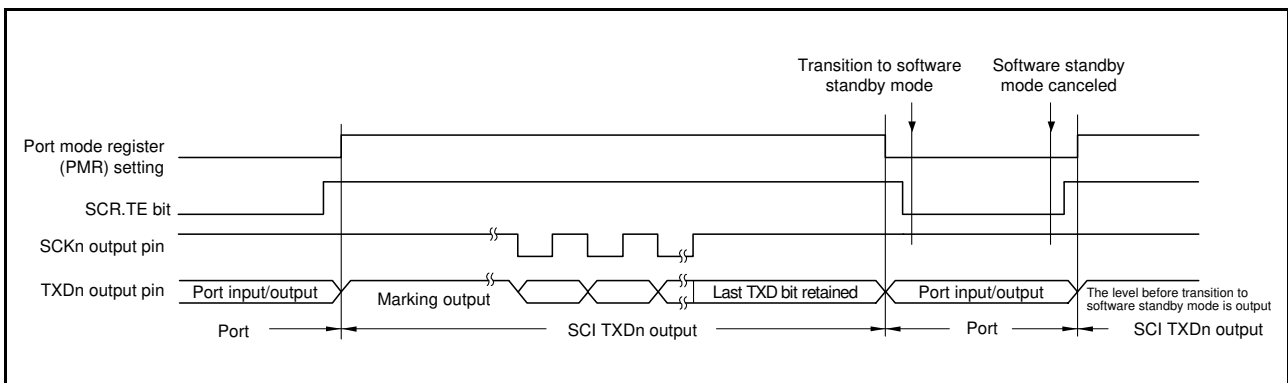 Transition to software
standby mode
Software standby
mode canceled
Port mode register
(PMR) setting
SCR.TE bit
SCKn output pin
TXDn output pin
Port input/output
Marking output
Last TXD bit retained
Port input/output
The level before transition to
software standby mode is output
Port
SCI TXDn output
Port
SCI TXDn output